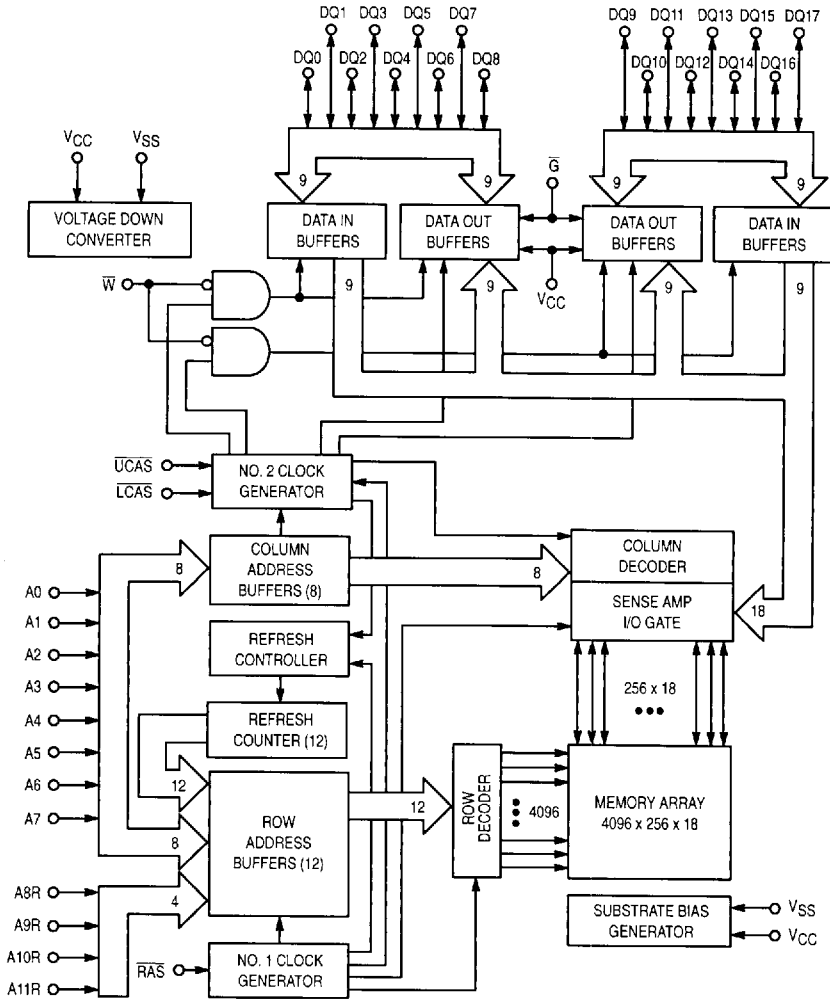 DQ1 DQ3 DQ5 DQ7
DQ0 DQ2 DQ4 DQ6 DQ8
DQ9 DQ11 DQ13 DQ15 DQ17
DQ10 DQ12 DQ14 DQ16
VCC VSS
G̅
9 9 9 9
VOLTAGE DOWN
CONVERTER
DATA IN
BUFFERS
DATA OUT
BUFFERS
DATA OUT
BUFFERS
DATA IN
BUFFERS
W̅
VCC
9 9 9 9
U̅C̅A̅S̅
L̅C̅A̅S̅
NO. 2 CLOCK
GENERATOR
COLUMN
ADDRESS
BUFFERS (8)
8
8
COLUMN
DECODER
SENSE AMP
I/O GATE
18
A0
A1
A2
A3
A4
A5
A6
A7
REFRESH
CONTROLLER
REFRESH
COUNTER (12)
256 x 18
12
8
4
ROW
ADDRESS
BUFFERS (12)
12
ROW
DECODER
4096
MEMORY ARRAY
4096 x 256 x 18
A8R
A9R
A10R
A11R
R̅A̅S̅
NO. 1 CLOCK
GENERATOR
SUBSTRATE BIAS
GENERATOR
VSS
VCC